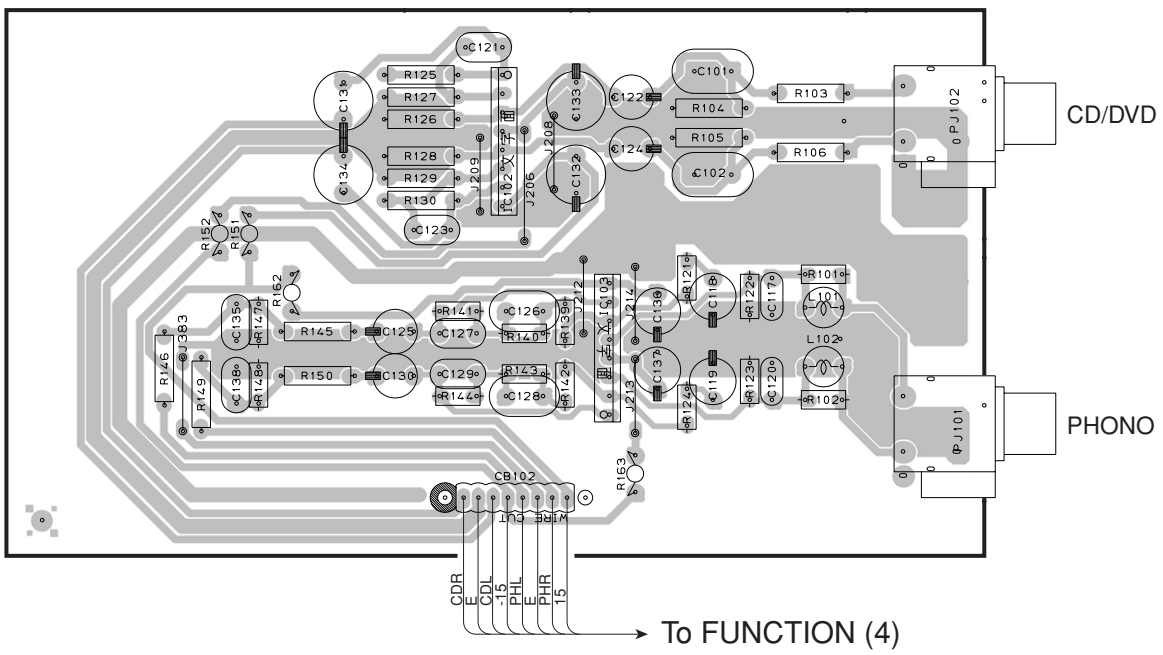 C121
R125
R127
R126
R128
R129
R130
C123
C131
C134
IC102
J209
J206
J208
C133
C132
C122
C124
C101
R104
R105
C102
R103
R106
PJ102
CD/DVD
R152
R151
R162
J383
R146
R149
C135
R147
C138
R148
R145
R150
C125
C130
R141
C127
C129
R144
C126
R140
R143
C128
R139
R142
J212
IC103
J214
J213
C136
C137
R121
R124
C118
C119
R122
C117
R123
C120
R101
L101
L102
R102
PJ101
PHONO
R163
CB102
WIRE CUT
CDR
E
CDL
-15
PHL
E
PHR
15
To FUNCTION (4)